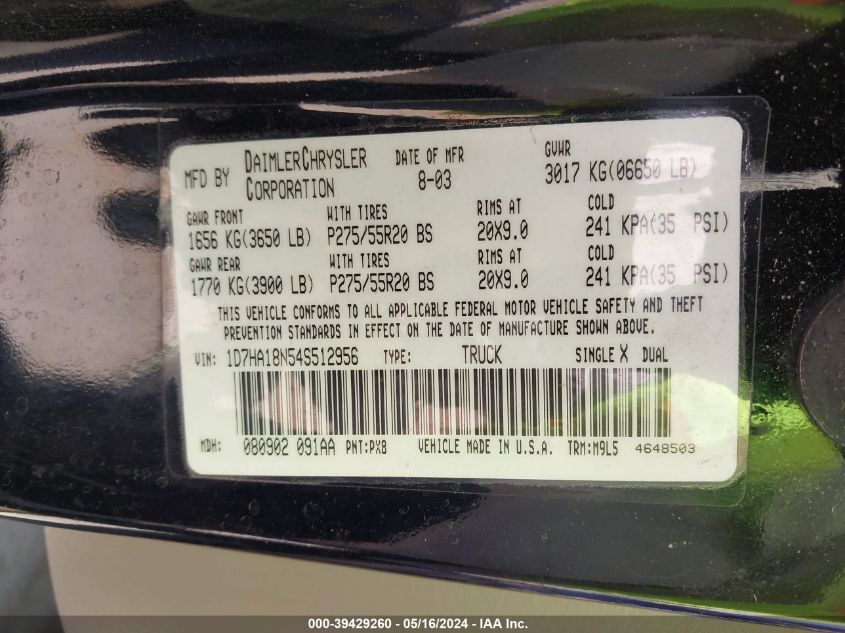 MFD BY DAIMLERCHRYSLER CORPORATION
DATE OF MFR
8-03
GVWR
3017 KG(06650 LB)
GAWR FRONT WITH TIRES RIMS AT COLD
1656 KG(3650 LB) P275/55R20 BS 20X9.0 241 KPA(35 PSI)
GAWR REAR WITH TIRES RIMS AT COLD
1770 KG(3900 LB) P275/55R20 BS 20X9.0 241 KPA(35 PSI)
THIS VEHICLE CONFORMS TO ALL APPLICABLE FEDERAL MOTOR VEHICLE SAFETY AND THEFT
PREVENTION STANDARDS IN EFFECT ON THE DATE OF MANUFACTURE SHOWN ABOVE.
VIN: 1D7HA18N54S512956 TYPE: TRUCK SINGLE X DUAL
MDH: 080902 091AA PNT:PX8 VEHICLE MADE IN U.S.A. TRM:M9L5 4648503
000-39429260 - 05/16/2024 - IAA Inc.